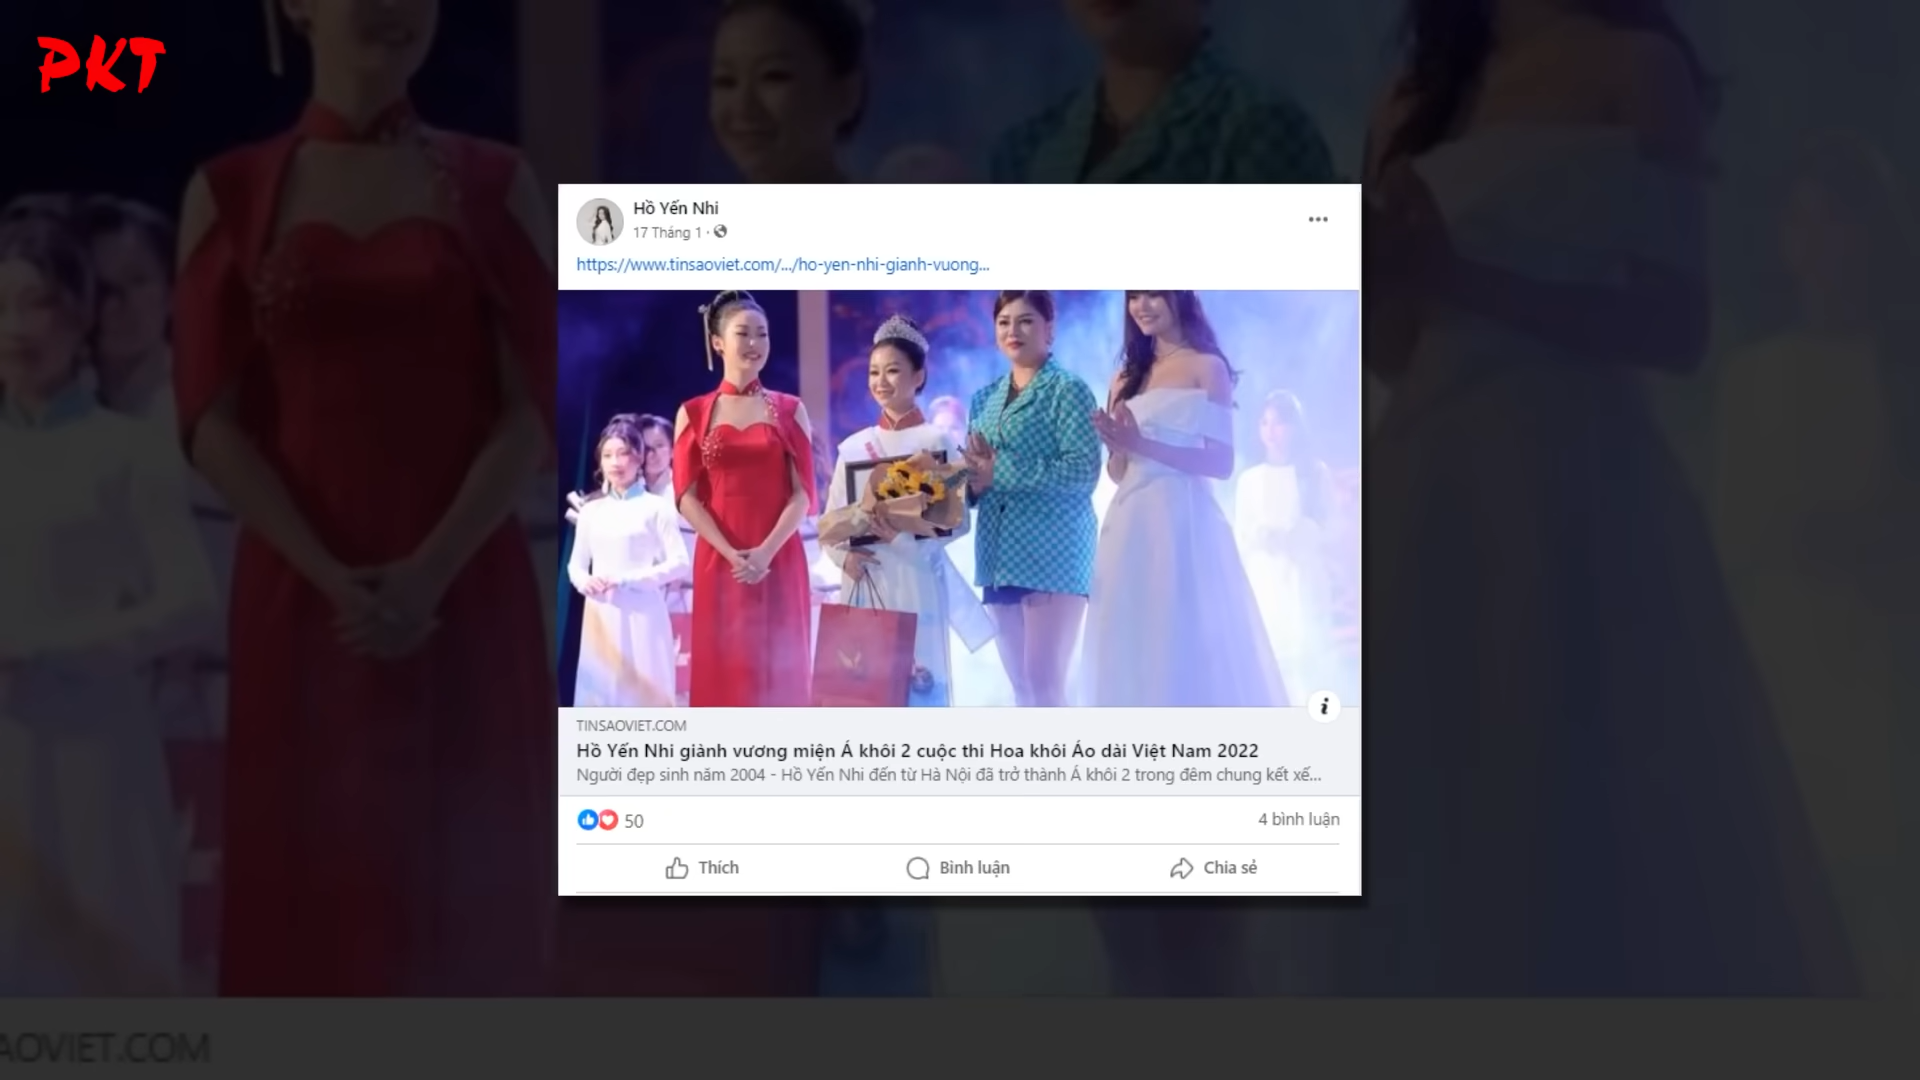 PKT
Hồ Yến Nhi
17 Tháng 1 ·
https://www.tinsaoviet.com/.../ho-yen-nhi-gianh-vuong...
TINSAOVIET.COM
Hồ Yến Nhi giành vương miện Á khôi 2 cuộc thi Hoa khôi Áo dài Việt Nam 2022
Người đẹp sinh năm 2004 - Hồ Yến Nhi đến từ Hà Nội đã trở thành Á khôi 2 trong đêm chung kết xế...
50
4 bình luận
Thích
Bình luận
Chia sẻ
AOVIET.COM